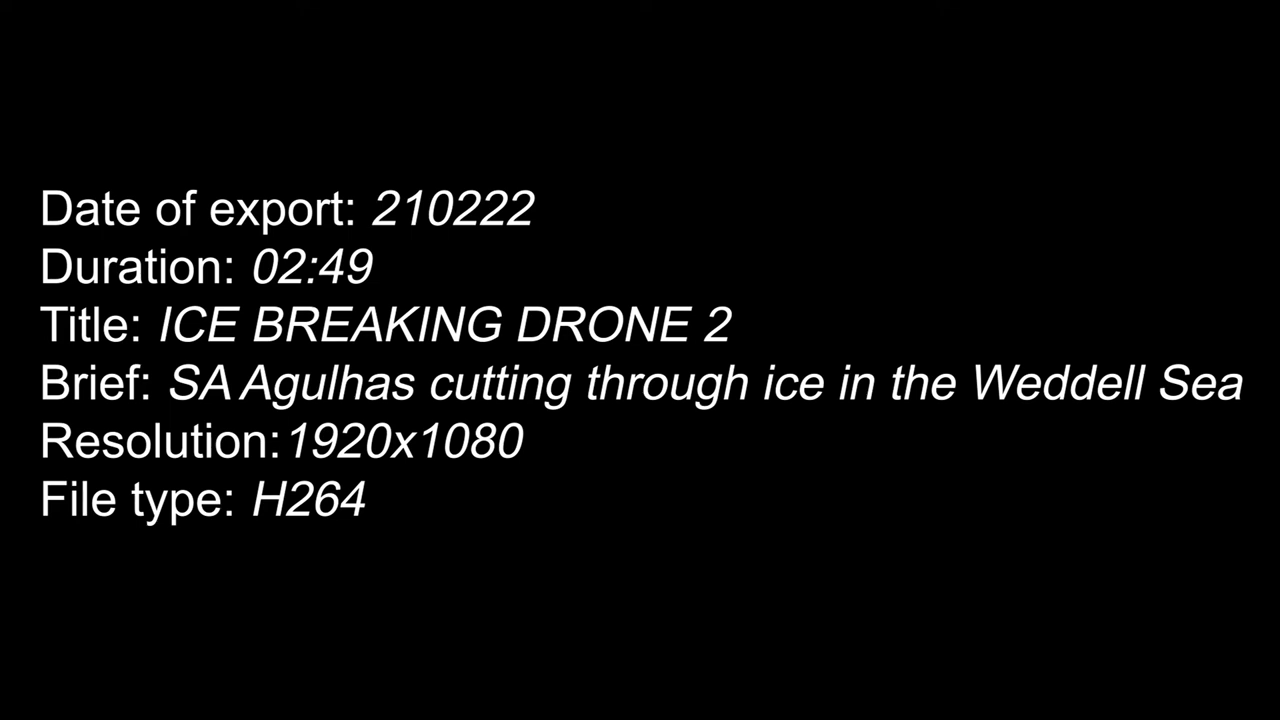 Date of export: 210222
Duration: 02:49
Title: ICE BREAKING DRONE 2
Brief: SA Agulhas cutting through ice in the Weddell Sea
Resolution: 1920x1080
File type: H264